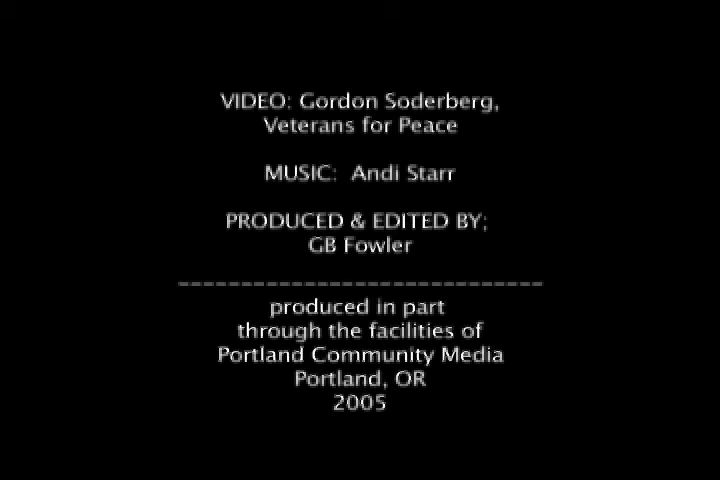 VIDEO: Gordon Soderberg,
Veterans for Peace
MUSIC:  Andi Starr
PRODUCED & EDITED BY;
GB Fowler
_____________________________
produced in part
through the facilities of
Portland Community Media
Portland, OR
2005